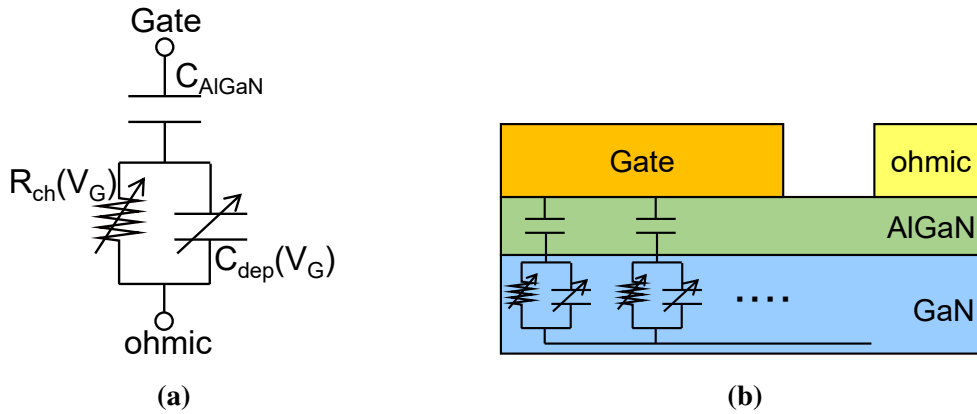 Gate
C_AlGaN
R_ch(V_G)
C_dep(V_G)
ohmic
(a)
Gate
ohmic
AlGaN
....
GaN
(b)